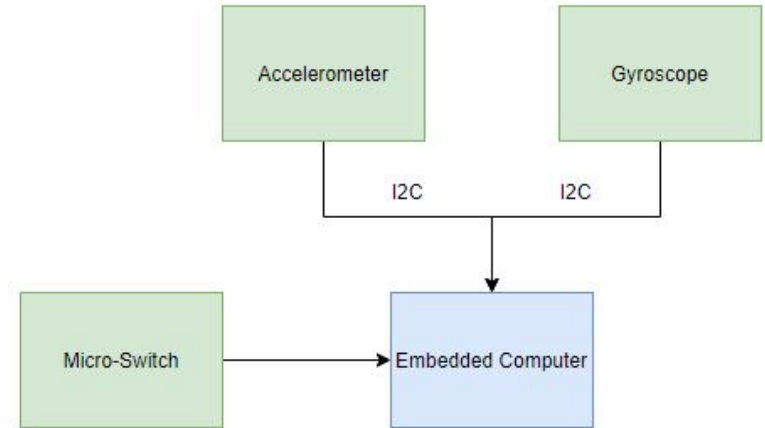 Accelerometer
Gyroscope
I2C
I2C
Micro-Switch
Embedded Computer